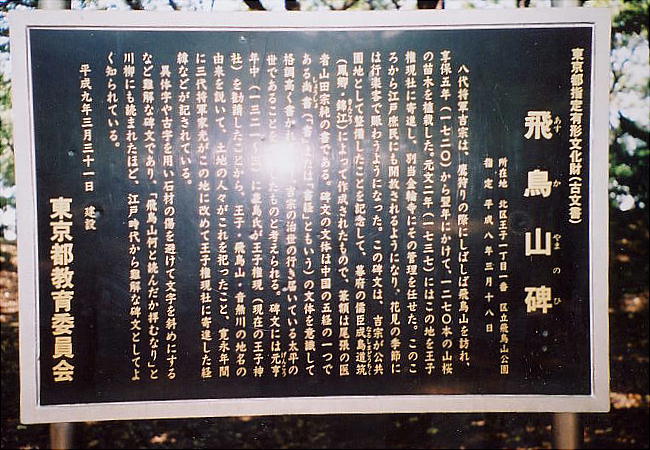 東京都指定有形文化財(古文書)
飛鳥山碑
あす か やま の ひ
所在地 北区王子一丁目一番 区立飛鳥山公園
指定 平成八年三月十八日
八代将軍吉宗は、鷹狩りの際にしばしば飛鳥山を訪れ、
享保五年(一七二〇)から翌年にかけて、一二七〇本の山桜
の苗木を植栽した。元文二年(一七三七)にはこの地を王子
権現社に寄進し、別当金輪寺にその管理を任せた。このこ
ろから江戸庶民にも開放されるようになり、花見の季節に
は行楽客で賑わうようになった。この碑文は、吉宗が公共
園地として整備したことを記念して、幕府の儒臣成島道筑
(鳳卿・錦江)によって作成されたもので、篆額は尾張の医
者山田宗純の書である。碑文の文体は中国の五経の一つで
ある尚書(『書』または『書経』ともいう)の文体を意識して
格調高く書かれ 吉宗の治世の行き届いている太平の
世であることを したものと考えられる。碑文には元亨
年中(一三二一~ に豊島氏が王子権現(現在の王子神
社)を勧請したことから、王子・飛鳥山・音無川の地名の
由来を説いて、土地の人々がこれを祀ったこと、寛永年間
に三代将軍家光がこの地に改めて王子権現社に寄進した経
緯などが記されている。
異体字や古字を用い石材の傷を避けて文字を斜めにする
など難解な碑文であり、『飛鳥山何と読んだか拝むなり』と
川柳にも読まれたほど、江戸時代から難解な碑文としてよ
く知られている。
平成九年三月三十一日 建設
東京都教育委員会